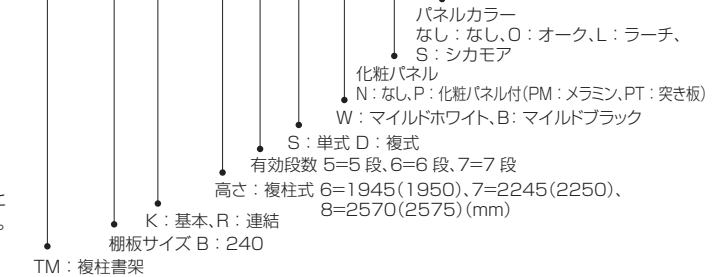 パネルカラー
なし：なし、O：オーク、L：ラーチ、
S：シカモア
化粧パネル
N：なし、P：化粧パネル付（PM：メラミン、PT：突き板）
W：マイルドホワイト、B：マイルドブラック
S：単式 D：複式
有効段数 5=5 段、6=6 段、7=7 段
高さ：複柱式 6=1945（1950）、7=2245（2250）、
8=2570（2575）（mm）
と
。
K：基本、R：連結
棚板サイズ B：240
TM：複柱書架